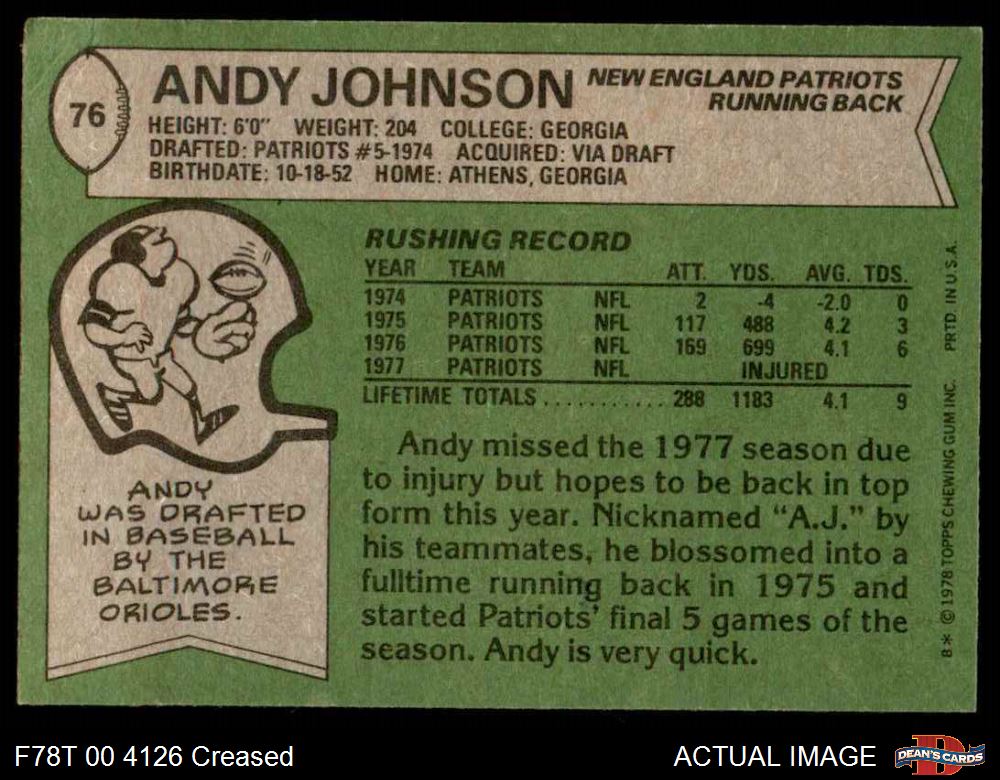 76
ANDY JOHNSON
NEW ENGLAND PATRIOTS
RUNNING BACK
HEIGHT: 6'0" WEIGHT: 204 COLLEGE: GEORGIA
DRAFTED: PATRIOTS #5-1974 ACQUIRED: VIA DRAFT
BIRTHDATE: 10-18-52 HOME: ATHENS, GEORGIA
RUSHING RECORD
YEAR TEAM ATT. YDS. AVG. TDS.
1974 PATRIOTS NFL 2 -4 -2.0 0
1975 PATRIOTS NFL 117 488 4.2 3
1976 PATRIOTS NFL 169 699 4.1 6
1977 PATRIOTS NFL INJURED
LIFETIME TOTALS ............ 288 1183 4.1 9
Andy missed the 1977 season due
to injury but hopes to be back in top
form this year. Nicknamed "A.J." by
his teammates, he blossomed into a
fulltime running back in 1975 and
started Patriots' final 5 games of the
season. Andy is very quick.
ANDY
WAS DRAFTED
IN BASEBALL
BY THE
BALTIMORE
ORIOLES.
8* © 1978 TOPPS CHEWING GUM INC. PRTD. IN U.S.A.
F78T 00 4126 Creased
ACTUAL IMAGE
DEAN'S CARDS